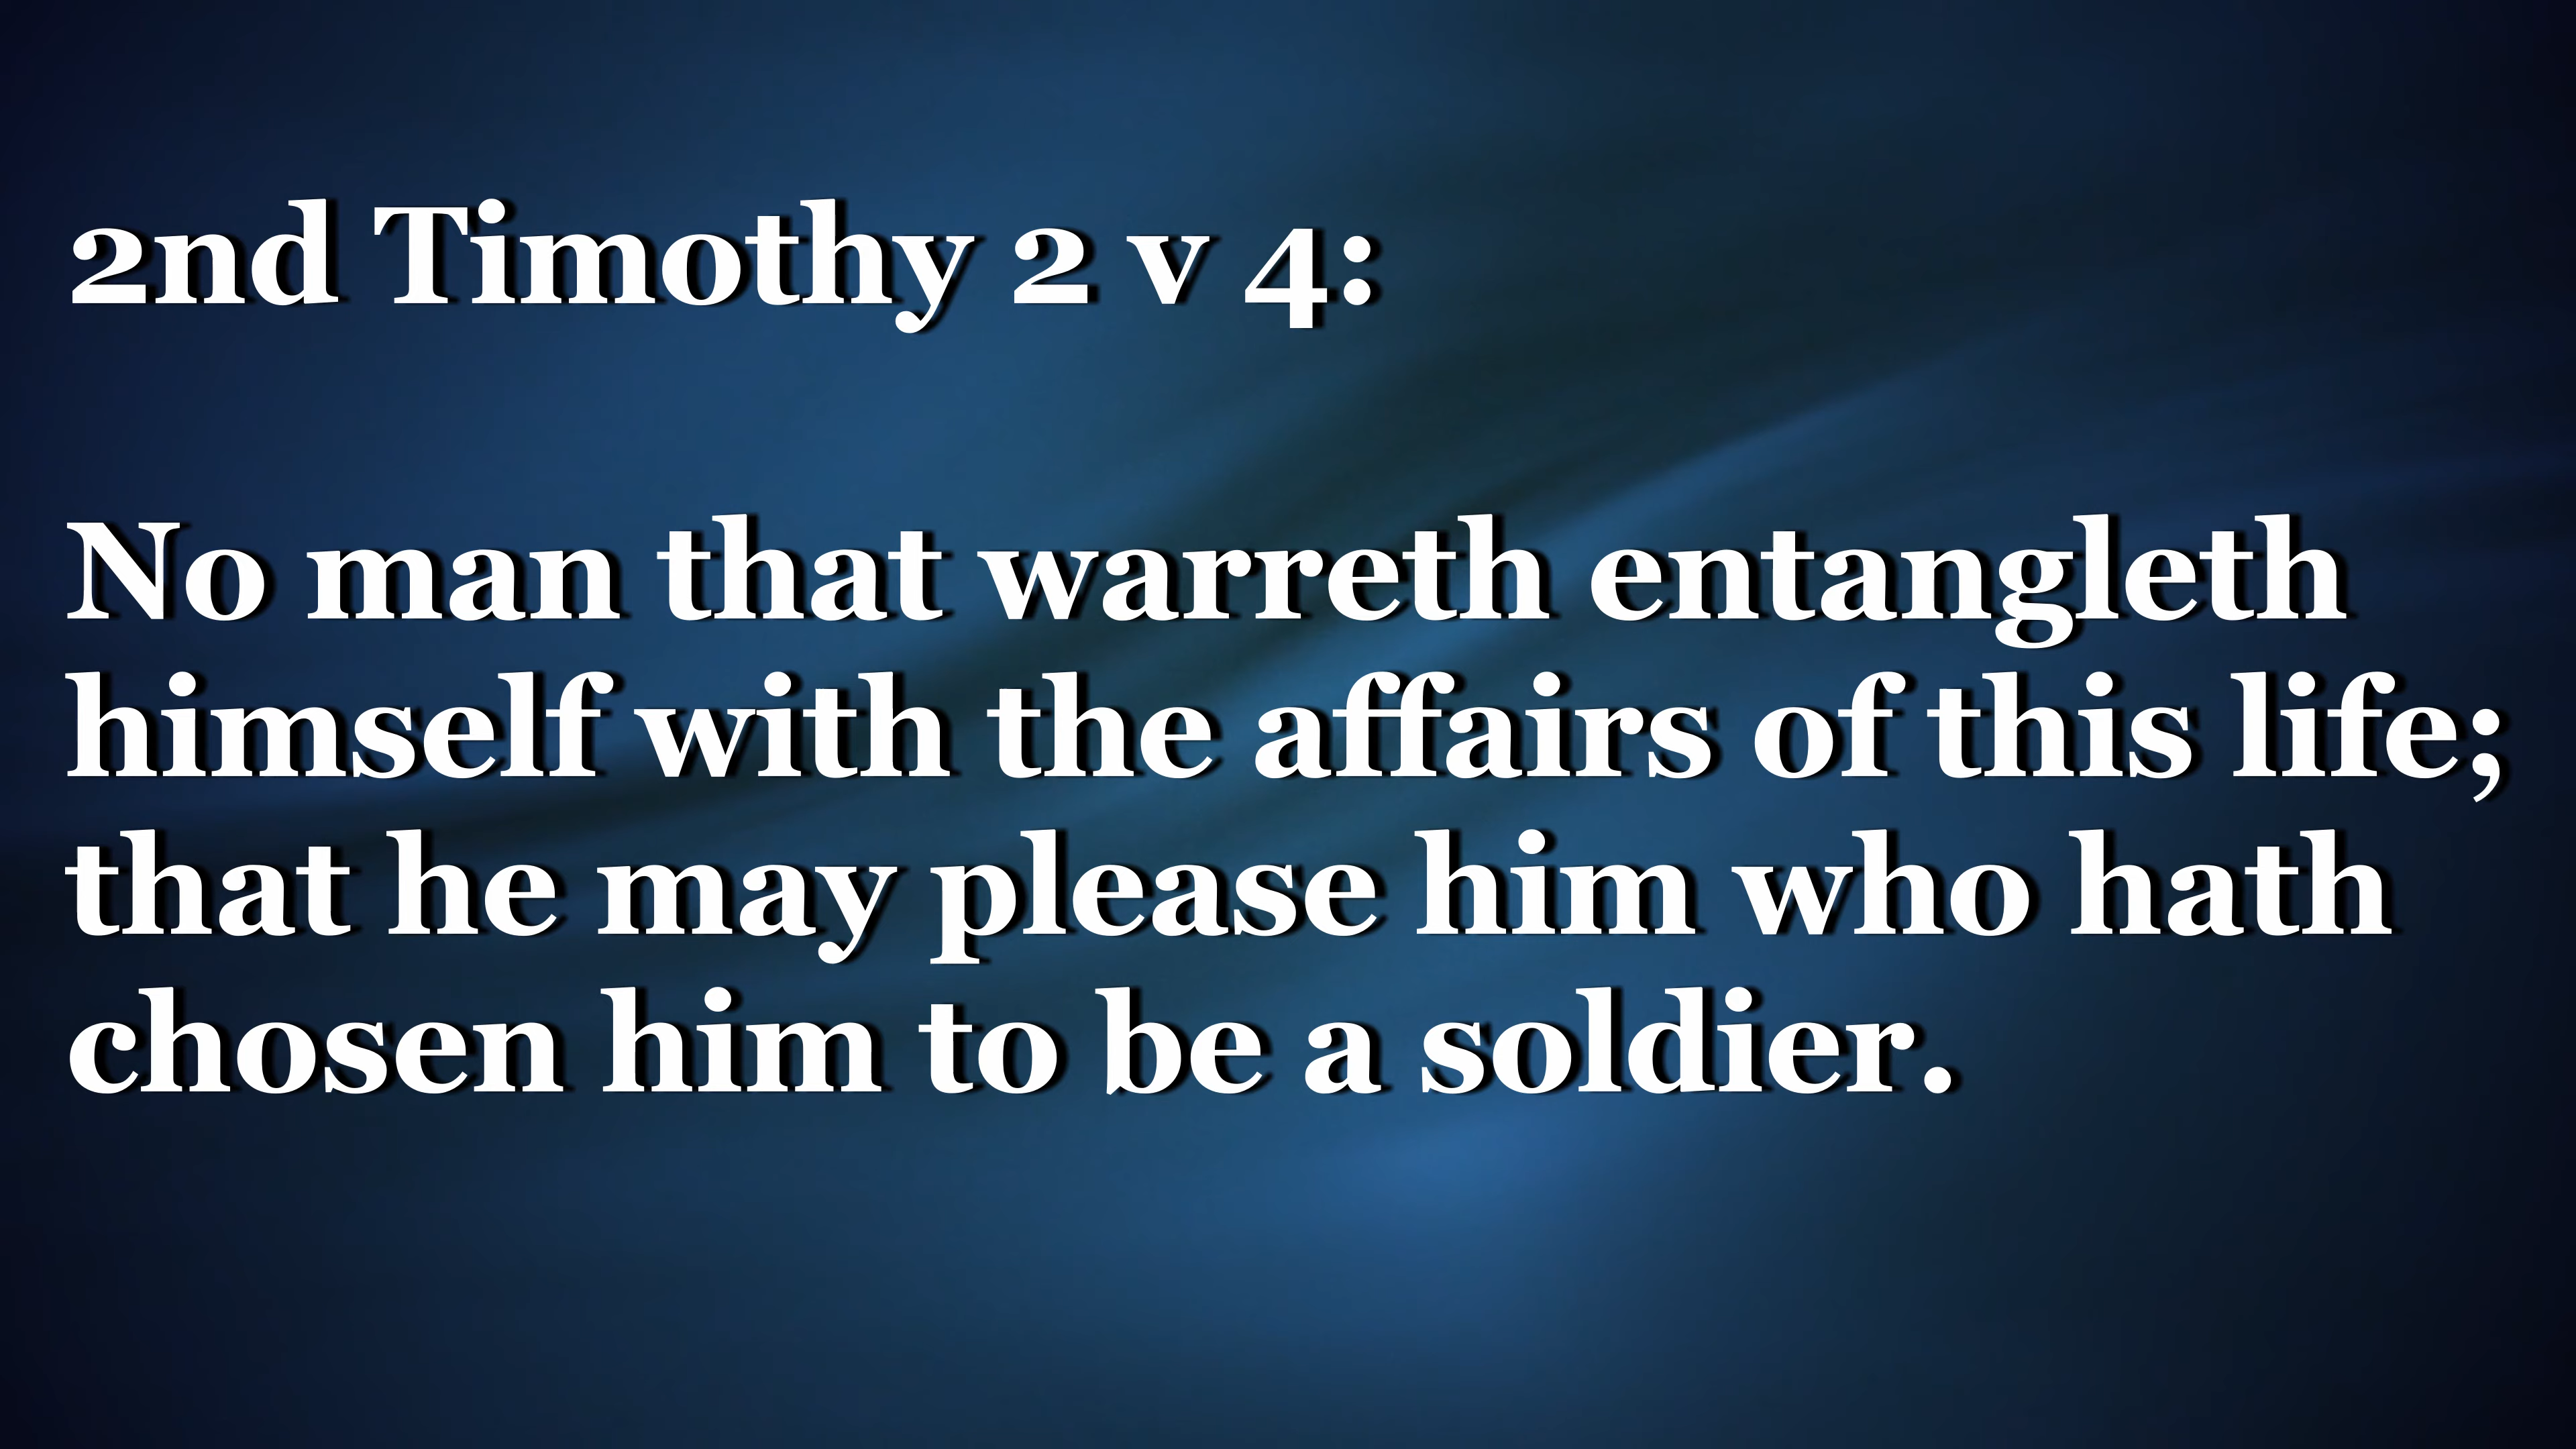 2nd Timothy 2 v 4:
No man that warreth entangleth
himself with the affairs of this life;
that he may please him who hath
chosen him to be a soldier.